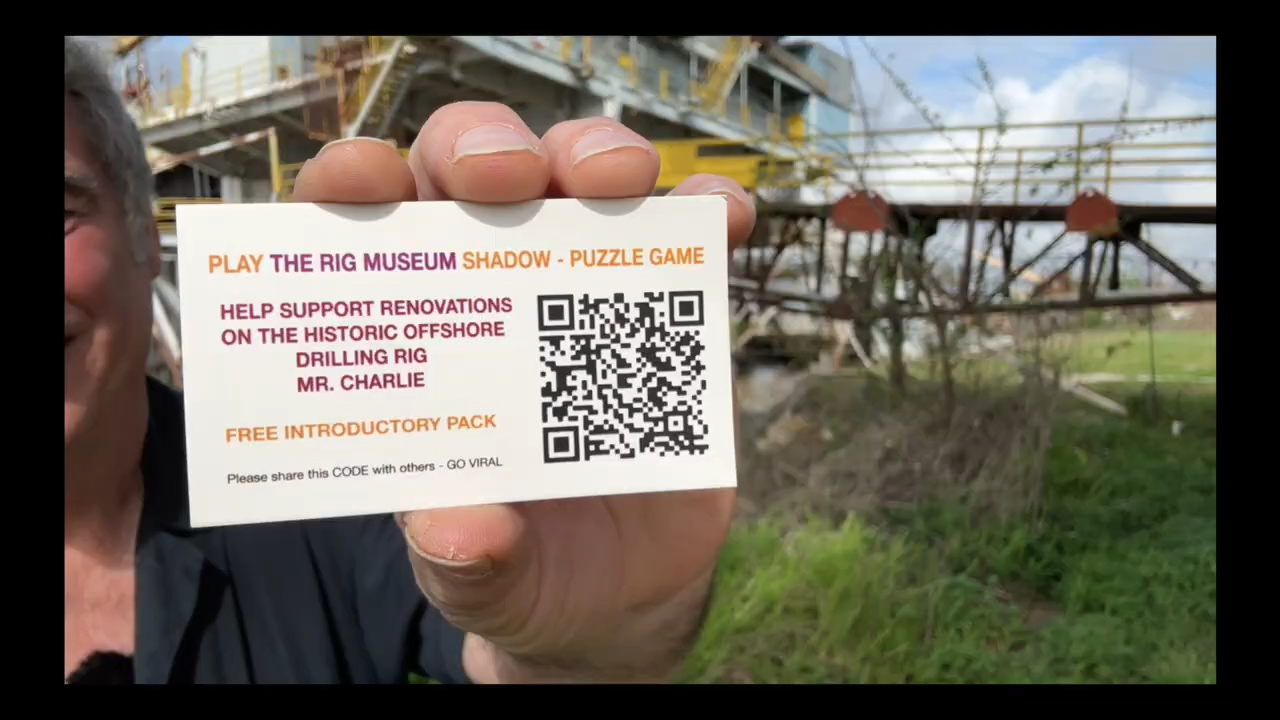 PLAY THE RIG MUSEUM SHADOW - PUZZLE GAME
HELP SUPPORT RENOVATIONS
ON THE HISTORIC OFFSHORE
DRILLING RIG
MR. CHARLIE
FREE INTRODUCTORY PACK
Please share this CODE with others - GO VIRAL